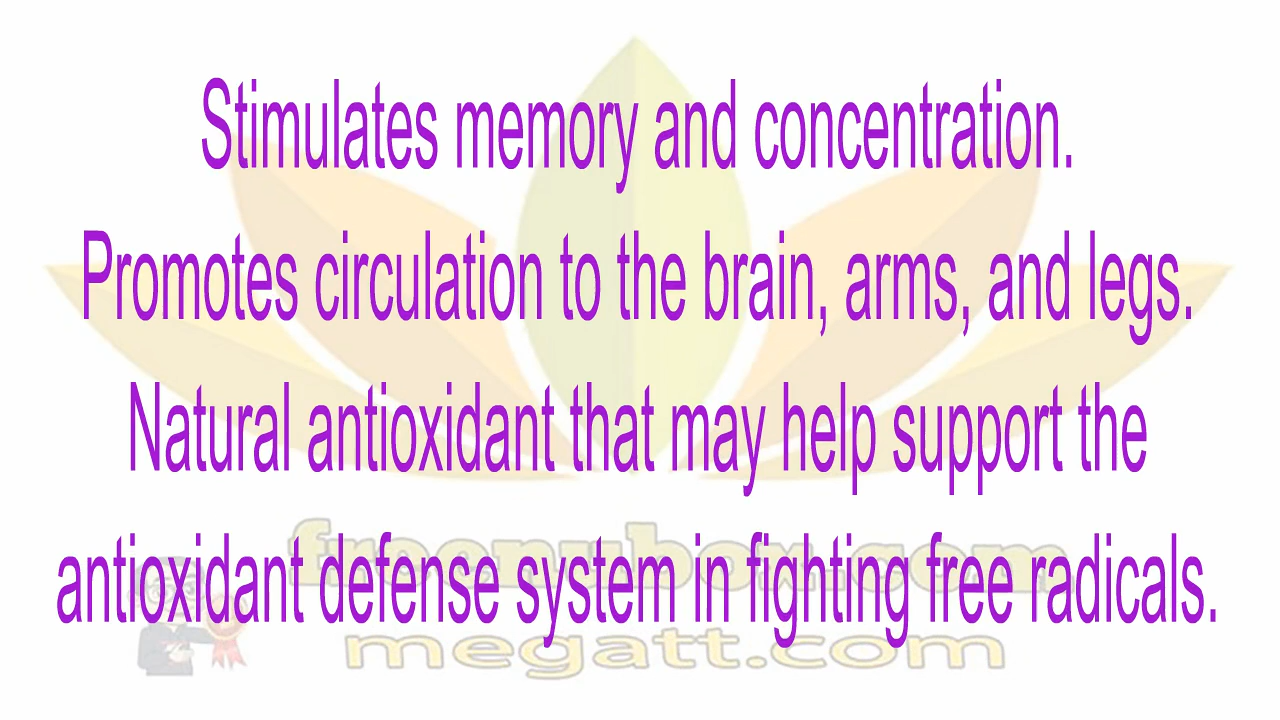 Stimulates memory and concentration.
Promotes circulation to the brain, arms, and legs.
Natural antioxidant that may help support the
antioxidant defense system in fighting free radicals.
megatt.com